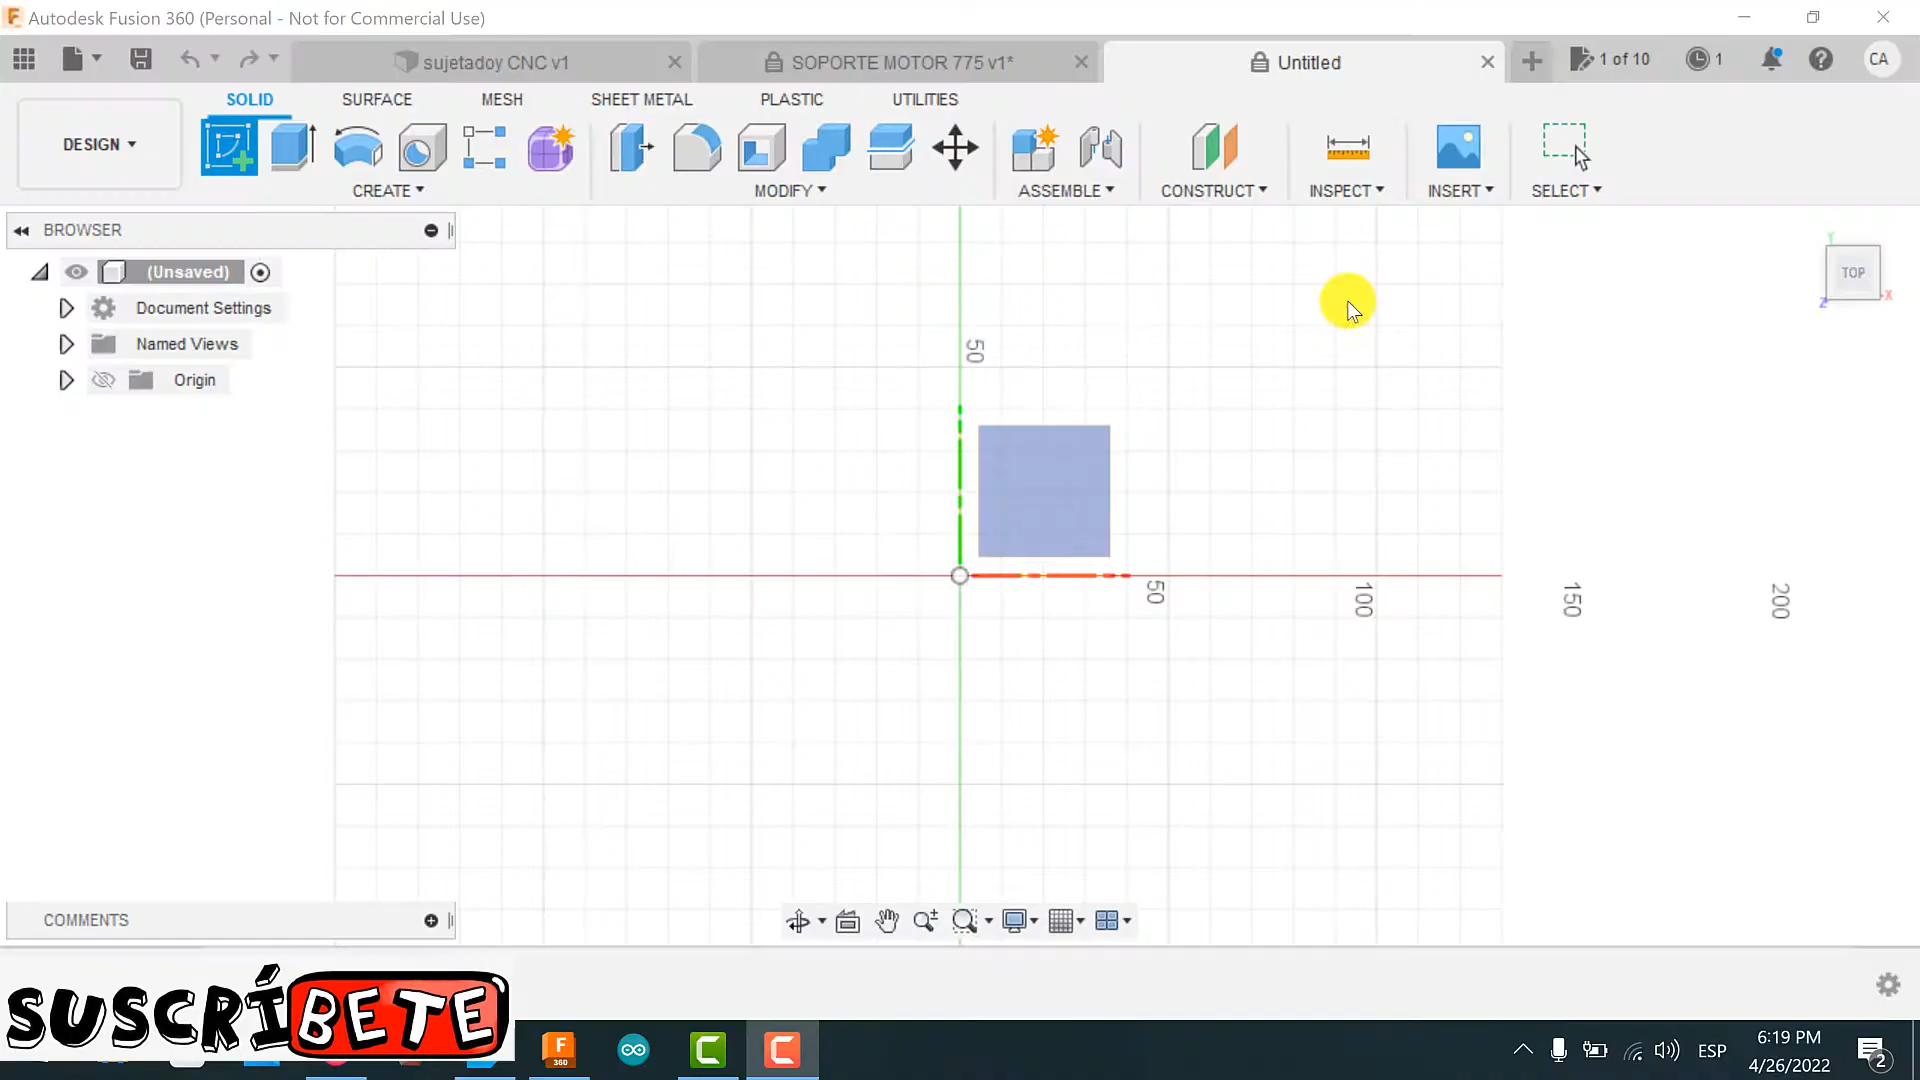 Autodesk Fusion 360 (Personal - Not for Commercial Use)
sujetadoy CNC v1
SOPORTE MOTOR 775 v1*
Untitled
1 of 10
1
CA
DESIGN
SOLID
SURFACE
MESH
SHEET METAL
PLASTIC
UTILITIES
CREATE
MODIFY
ASSEMBLE
CONSTRUCT
INSPECT
INSERT
SELECT
BROWSER
(Unsaved)
Document Settings
Named Views
Origin
TOP
Y
X
Z
50
50
100
150
200
COMMENTS
SUSCRÍBETE
F
360
ESP
6:19 PM
4/26/2022
2